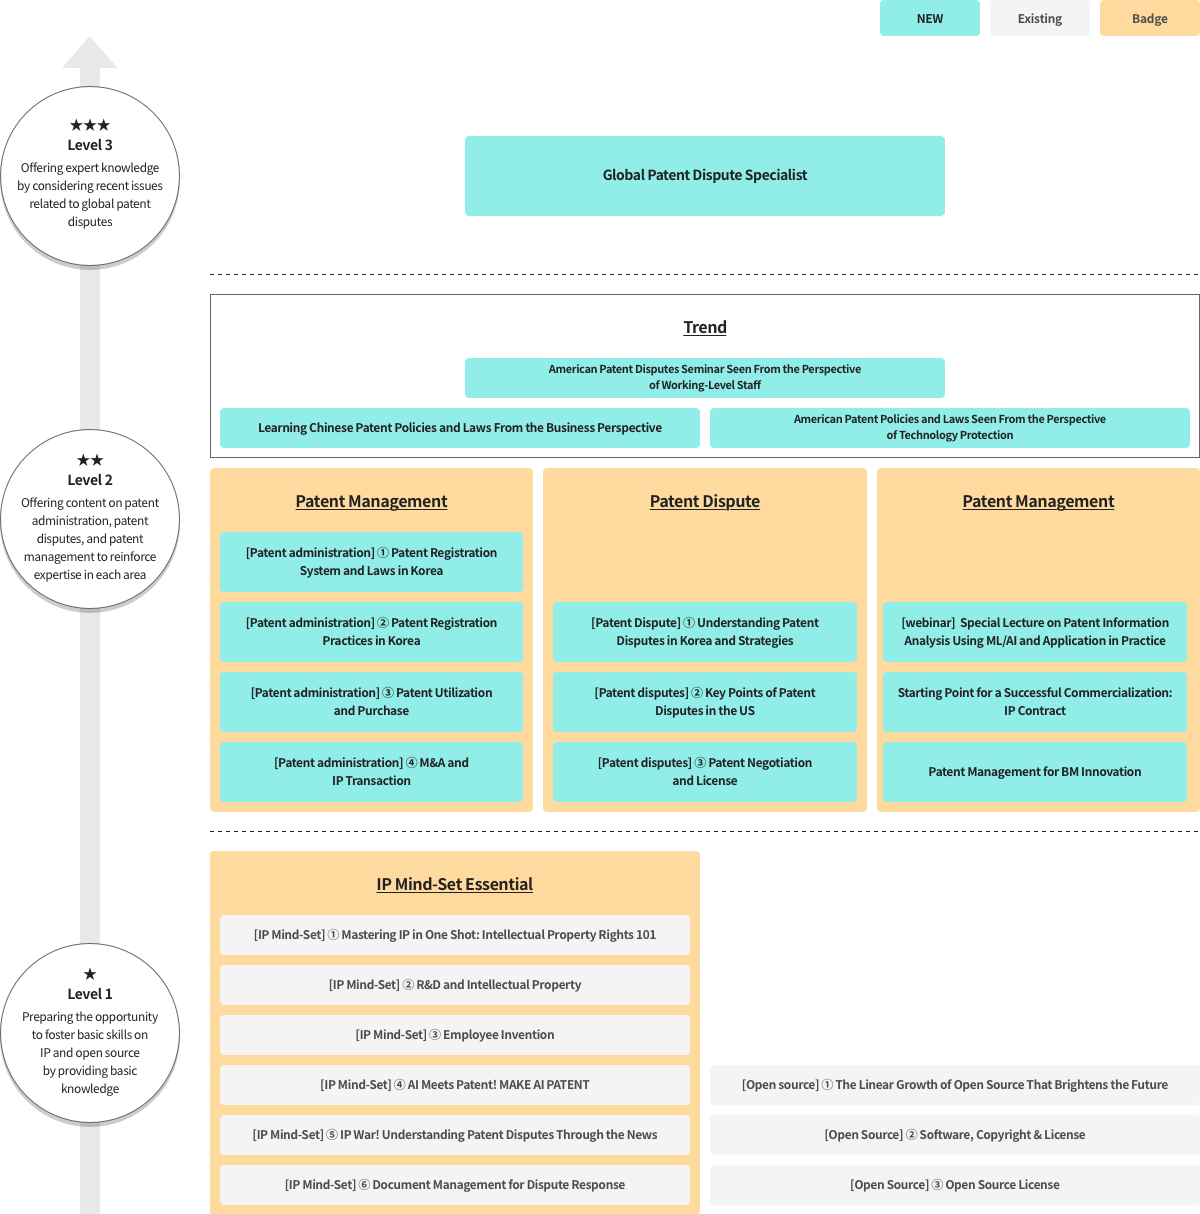 NEW
Existing
Badge
★★★
Level 3
Offering expert knowledge
by considering recent issues
related to global patent
disputes
Global Patent Dispute Specialist
Trend
American Patent Disputes Seminar Seen From the Perspective
of Working-Level Staff
Learning Chinese Patent Policies and Laws From the Business Perspective
American Patent Policies and Laws Seen From the Perspective
of Technology Protection
★★
Level 2
Offering content on patent
administration, patent
disputes, and patent
management to reinforce
expertise in each area
Patent Management
[Patent administration] ① Patent Registration
System and Laws in Korea
[Patent administration] ② Patent Registration
Practices in Korea
[Patent administration] ③ Patent Utilization
and Purchase
[Patent administration] ④ M&A and
IP Transaction
Patent Dispute
[Patent Dispute] ① Understanding Patent
Disputes in Korea and Strategies
[Patent disputes] ② Key Points of Patent
Disputes in the US
[Patent disputes] ③ Patent Negotiation
and License
Patent Management
[webinar] Special Lecture on Patent Information
Analysis Using ML/AI and Application in Practice
Starting Point for a Successful Commercialization:
IP Contract
Patent Management for BM Innovation
★
Level 1
Preparing the opportunity
to foster basic skills on
IP and open source
by providing basic
knowledge
IP Mind-Set Essential
[IP Mind-Set] ① Mastering IP in One Shot: Intellectual Property Rights 101
[IP Mind-Set] ② R&D and Intellectual Property
[IP Mind-Set] ③ Employee Invention
[IP Mind-Set] ④ AI Meets Patent! MAKE AI PATENT
[IP Mind-Set] ⑤ IP War! Understanding Patent Disputes Through the News
[IP Mind-Set] ⑥ Document Management for Dispute Response
[Open source] ① The Linear Growth of Open Source That Brightens the Future
[Open Source] ② Software, Copyright & License
[Open Source] ③ Open Source License